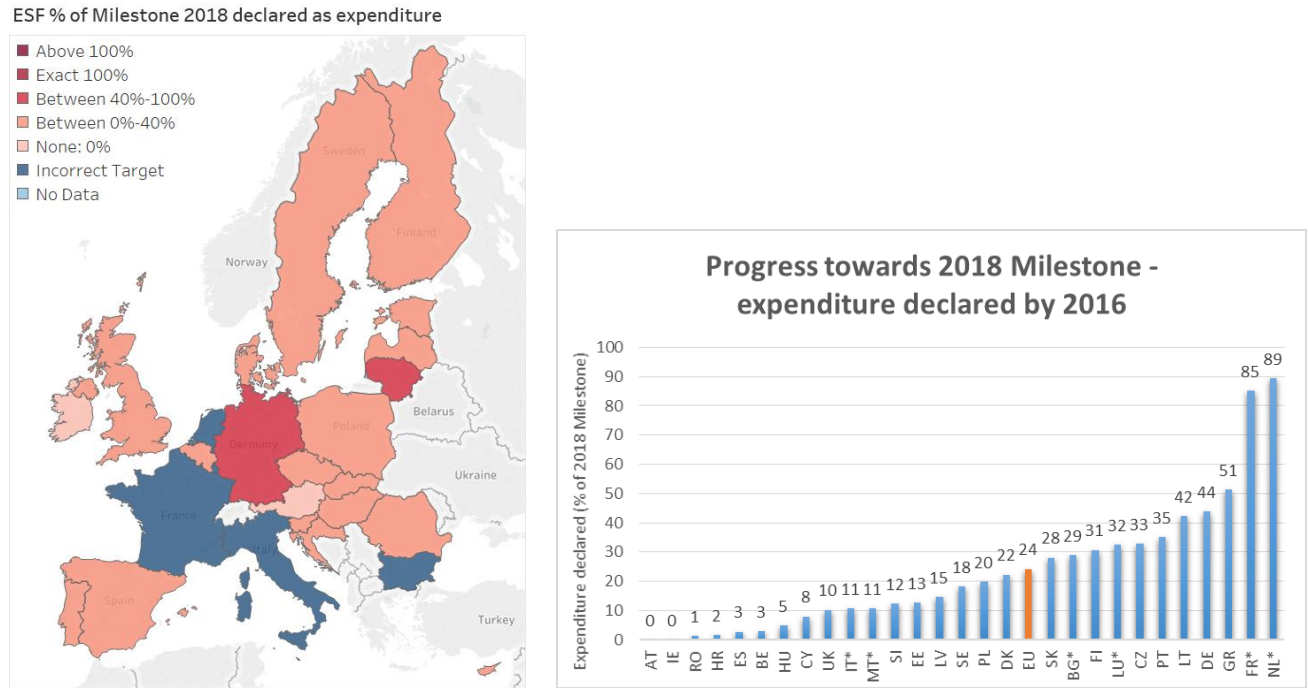 ESF % of Milestone 2018 declared as expenditure
Above 100%
Exact 100%
Between 40%-100%
Between 0%-40%
None: 0%
Incorrect Target
No Data
Sweden
Finland
Norway
Belarus
Germany
Poland
Ukraine
France
Italy
Spain
Turkey
Progress towards 2018 Milestone -
expenditure declared by 2016
Expenditure declared (% of 2018 Milestone)
100
90
80
70
60
50
40
30
20
10
0
0 0 1 2 3 3 5 8 10 11 11 12 13 15 18 20 22 24 28 29 31 32 33 35 42 44 51 85 89
AT IE RO HR ES BE HU CY UK IT* MT* SI EE LV SE PL DK EU SK BG* FI LU* CZ PT LT DE GR FR* NL*